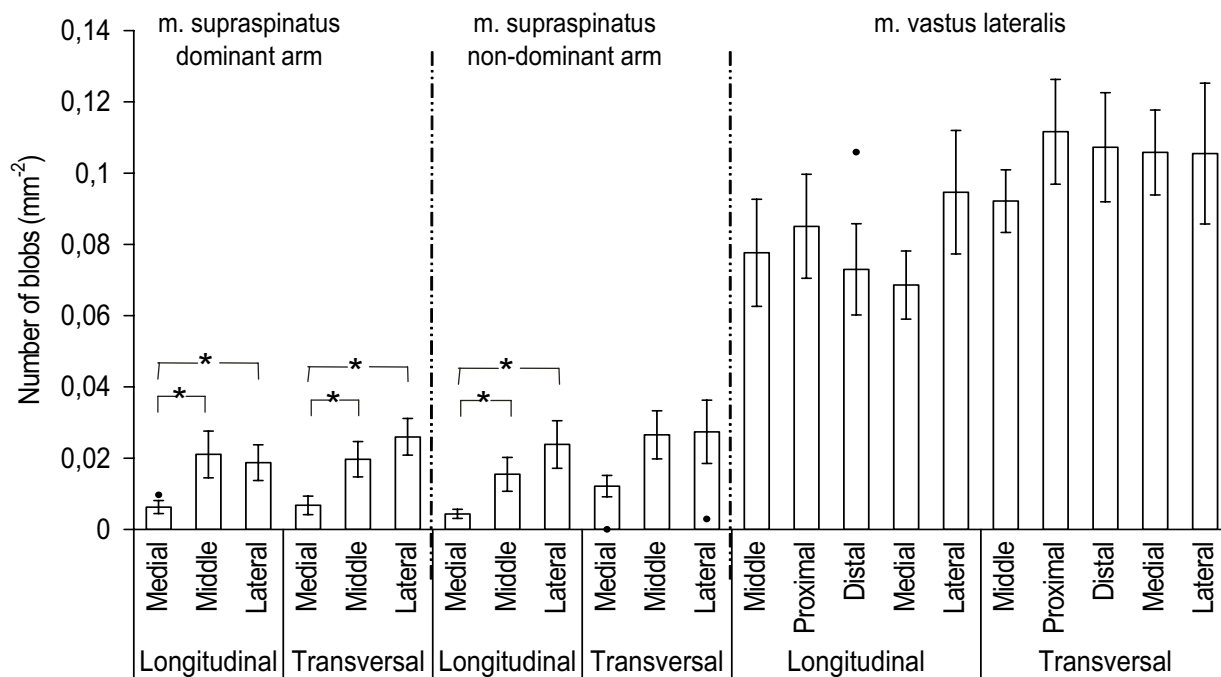 m. supraspinatus
dominant arm
m. supraspinatus
non-dominant arm
m. vastus lateralis
Number of blobs (mm-2)
0,14
0,12
0,1
0,08
0,06
0,04
0,02
0
*
*
*
*
*
*
Medial
Middle
Lateral
Medial
Middle
Lateral
Medial
Middle
Lateral
Medial
Middle
Lateral
Middle
Proximal
Distal
Medial
Lateral
Middle
Proximal
Distal
Medial
Lateral
Longitudinal
Transversal
Longitudinal
Transversal
Longitudinal
Transversal